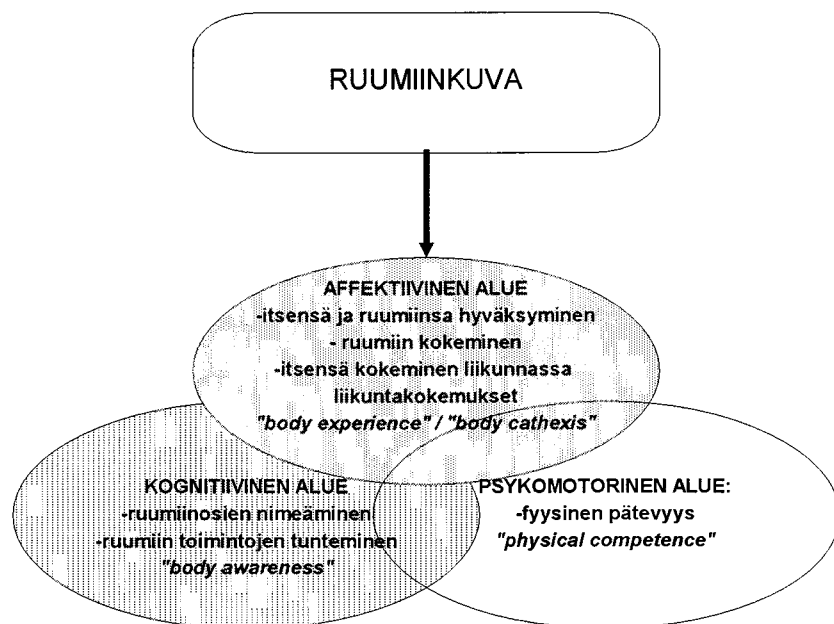 RUUMIINKUVA
AFFEKTIIVINEN ALUE
-itsensä ja ruumiinsa hyväksyminen
- ruumiin kokeminen
-itsensä kokeminen liikunnassa
liikuntakokemukset
"body experience" / "body cathexis"
KOGNITIIVINEN ALUE
-ruumiinosien nimeäminen
-ruumiin toimintojen tunteminen
"body awareness"
PSYKOMOTORINEN ALUE:
-fyysinen pätevyys
"physical competence"